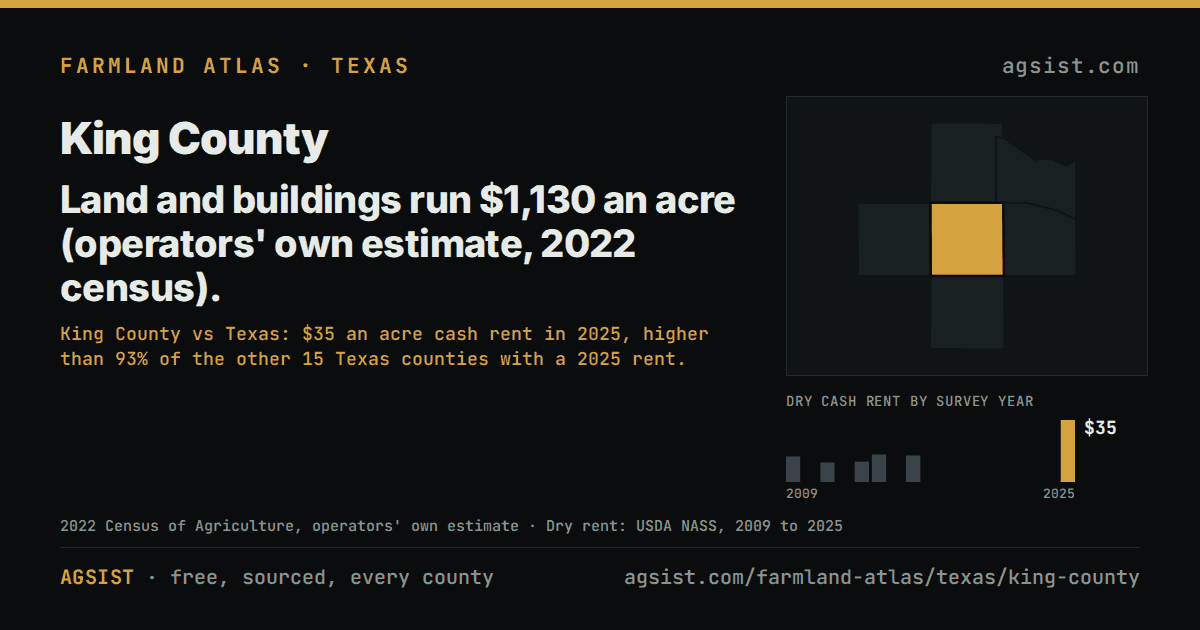 FARMLAND ATLAS · TEXAS
agsist.com
King County
Land and buildings run $1,130 an acre
(operators' own estimate, 2022
census).
King County vs Texas: $35 an acre cash rent in 2025, higher
than 93% of the other 15 Texas counties with a 2025 rent.
DRY CASH RENT BY SURVEY YEAR
$35
2009
2025
2022 Census of Agriculture, operators' own estimate · Dry rent: USDA NASS, 2009 to 2025
AGSIST · free, sourced, every county
agsist.com/farmland-atlas/texas/king-county